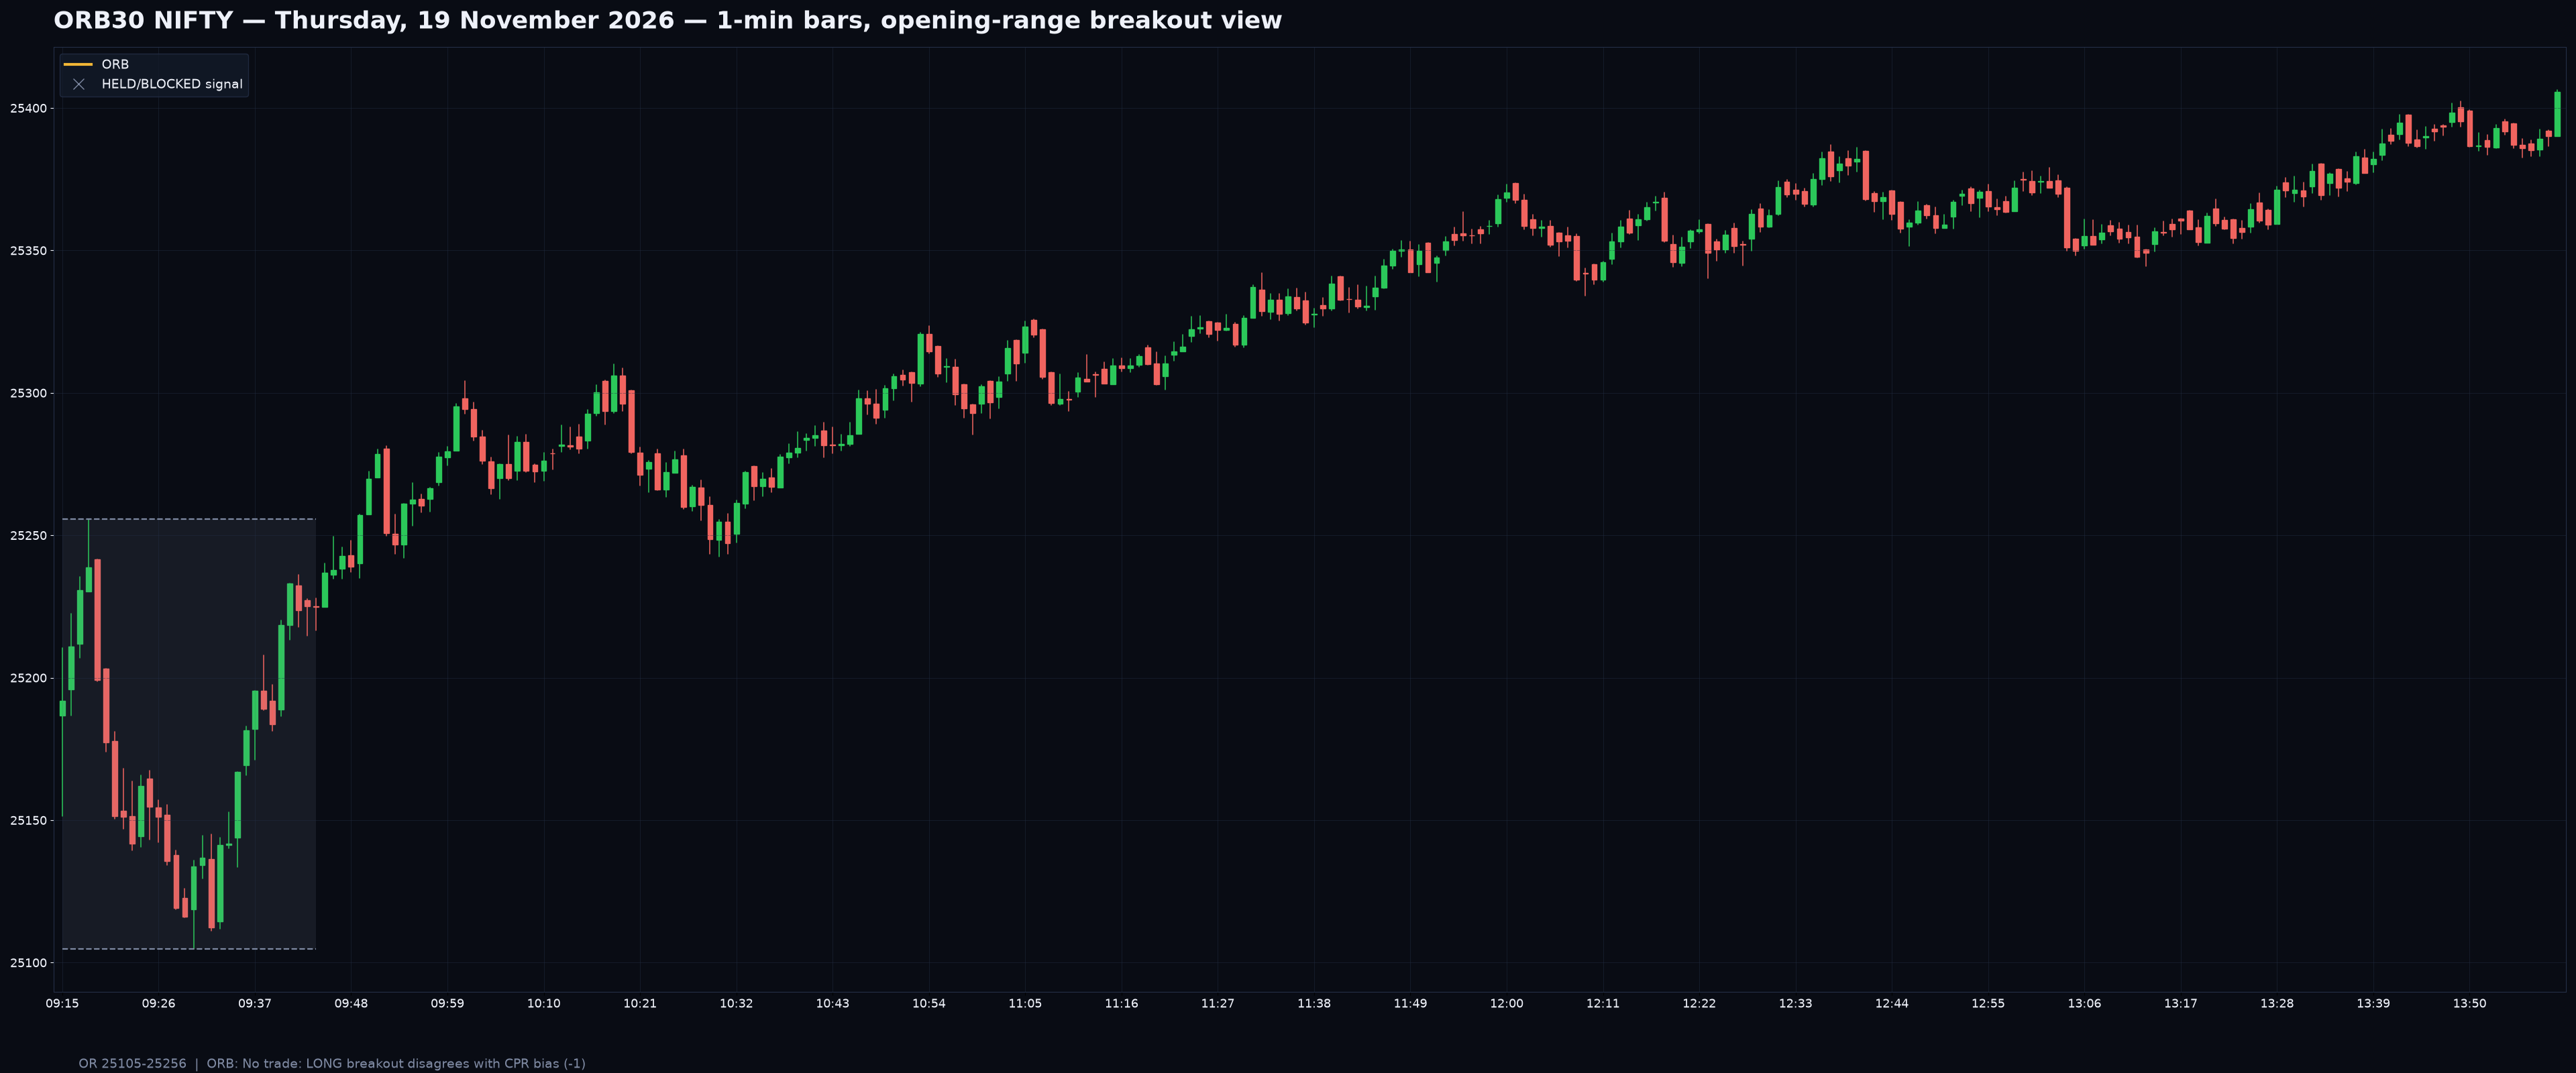 ORB30 NIFTY — Thursday, 19 November 2026 — 1-min bars, opening-range breakout view
ORB
HELD/BLOCKED signal
25400
25350
25300
25250
25200
25150
25100
09:15 09:26 09:37 09:48 09:59 10:10 10:21 10:32 10:43 10:54 11:05 11:16 11:27 11:38 11:49 12:00 12:11 12:22 12:33 12:44 12:55 13:06 13:17 13:28 13:39 13:50
OR 25105-25256 | ORB: No trade: LONG breakout disagrees with CPR bias (-1)